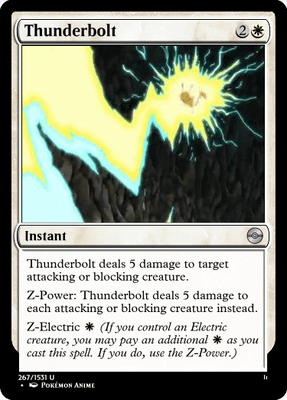 Thunderbolt 2
Instant
Thunderbolt deals 5 damage to target
attacking or blocking creature.
Z-Power: Thunderbolt deals 5 damage to
each attacking or blocking creature instead.
Z-Electric (If you control an Electric
creature, you may pay an additional as you
cast this spell. If you do, use the Z-Power.)
267/1531 U
• Pokémon Anime